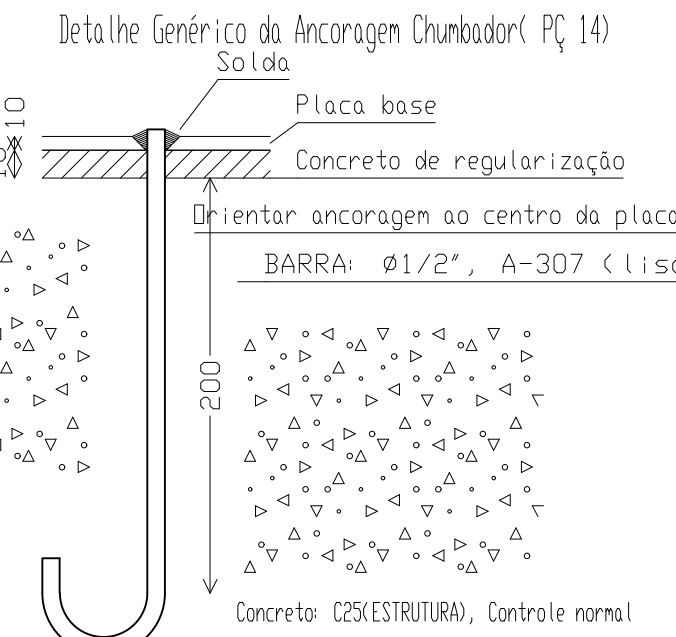 Detalhe Genérico da Ancoragem Chumbador( PÇ 14)
Solda
10
Placa base
Concreto de regularização
Orientar ancoragem ao centro da placa
BARRA: Ø1/2", A-307 (liso
200
Concreto: C25(ESTRUTURA), Controle normal